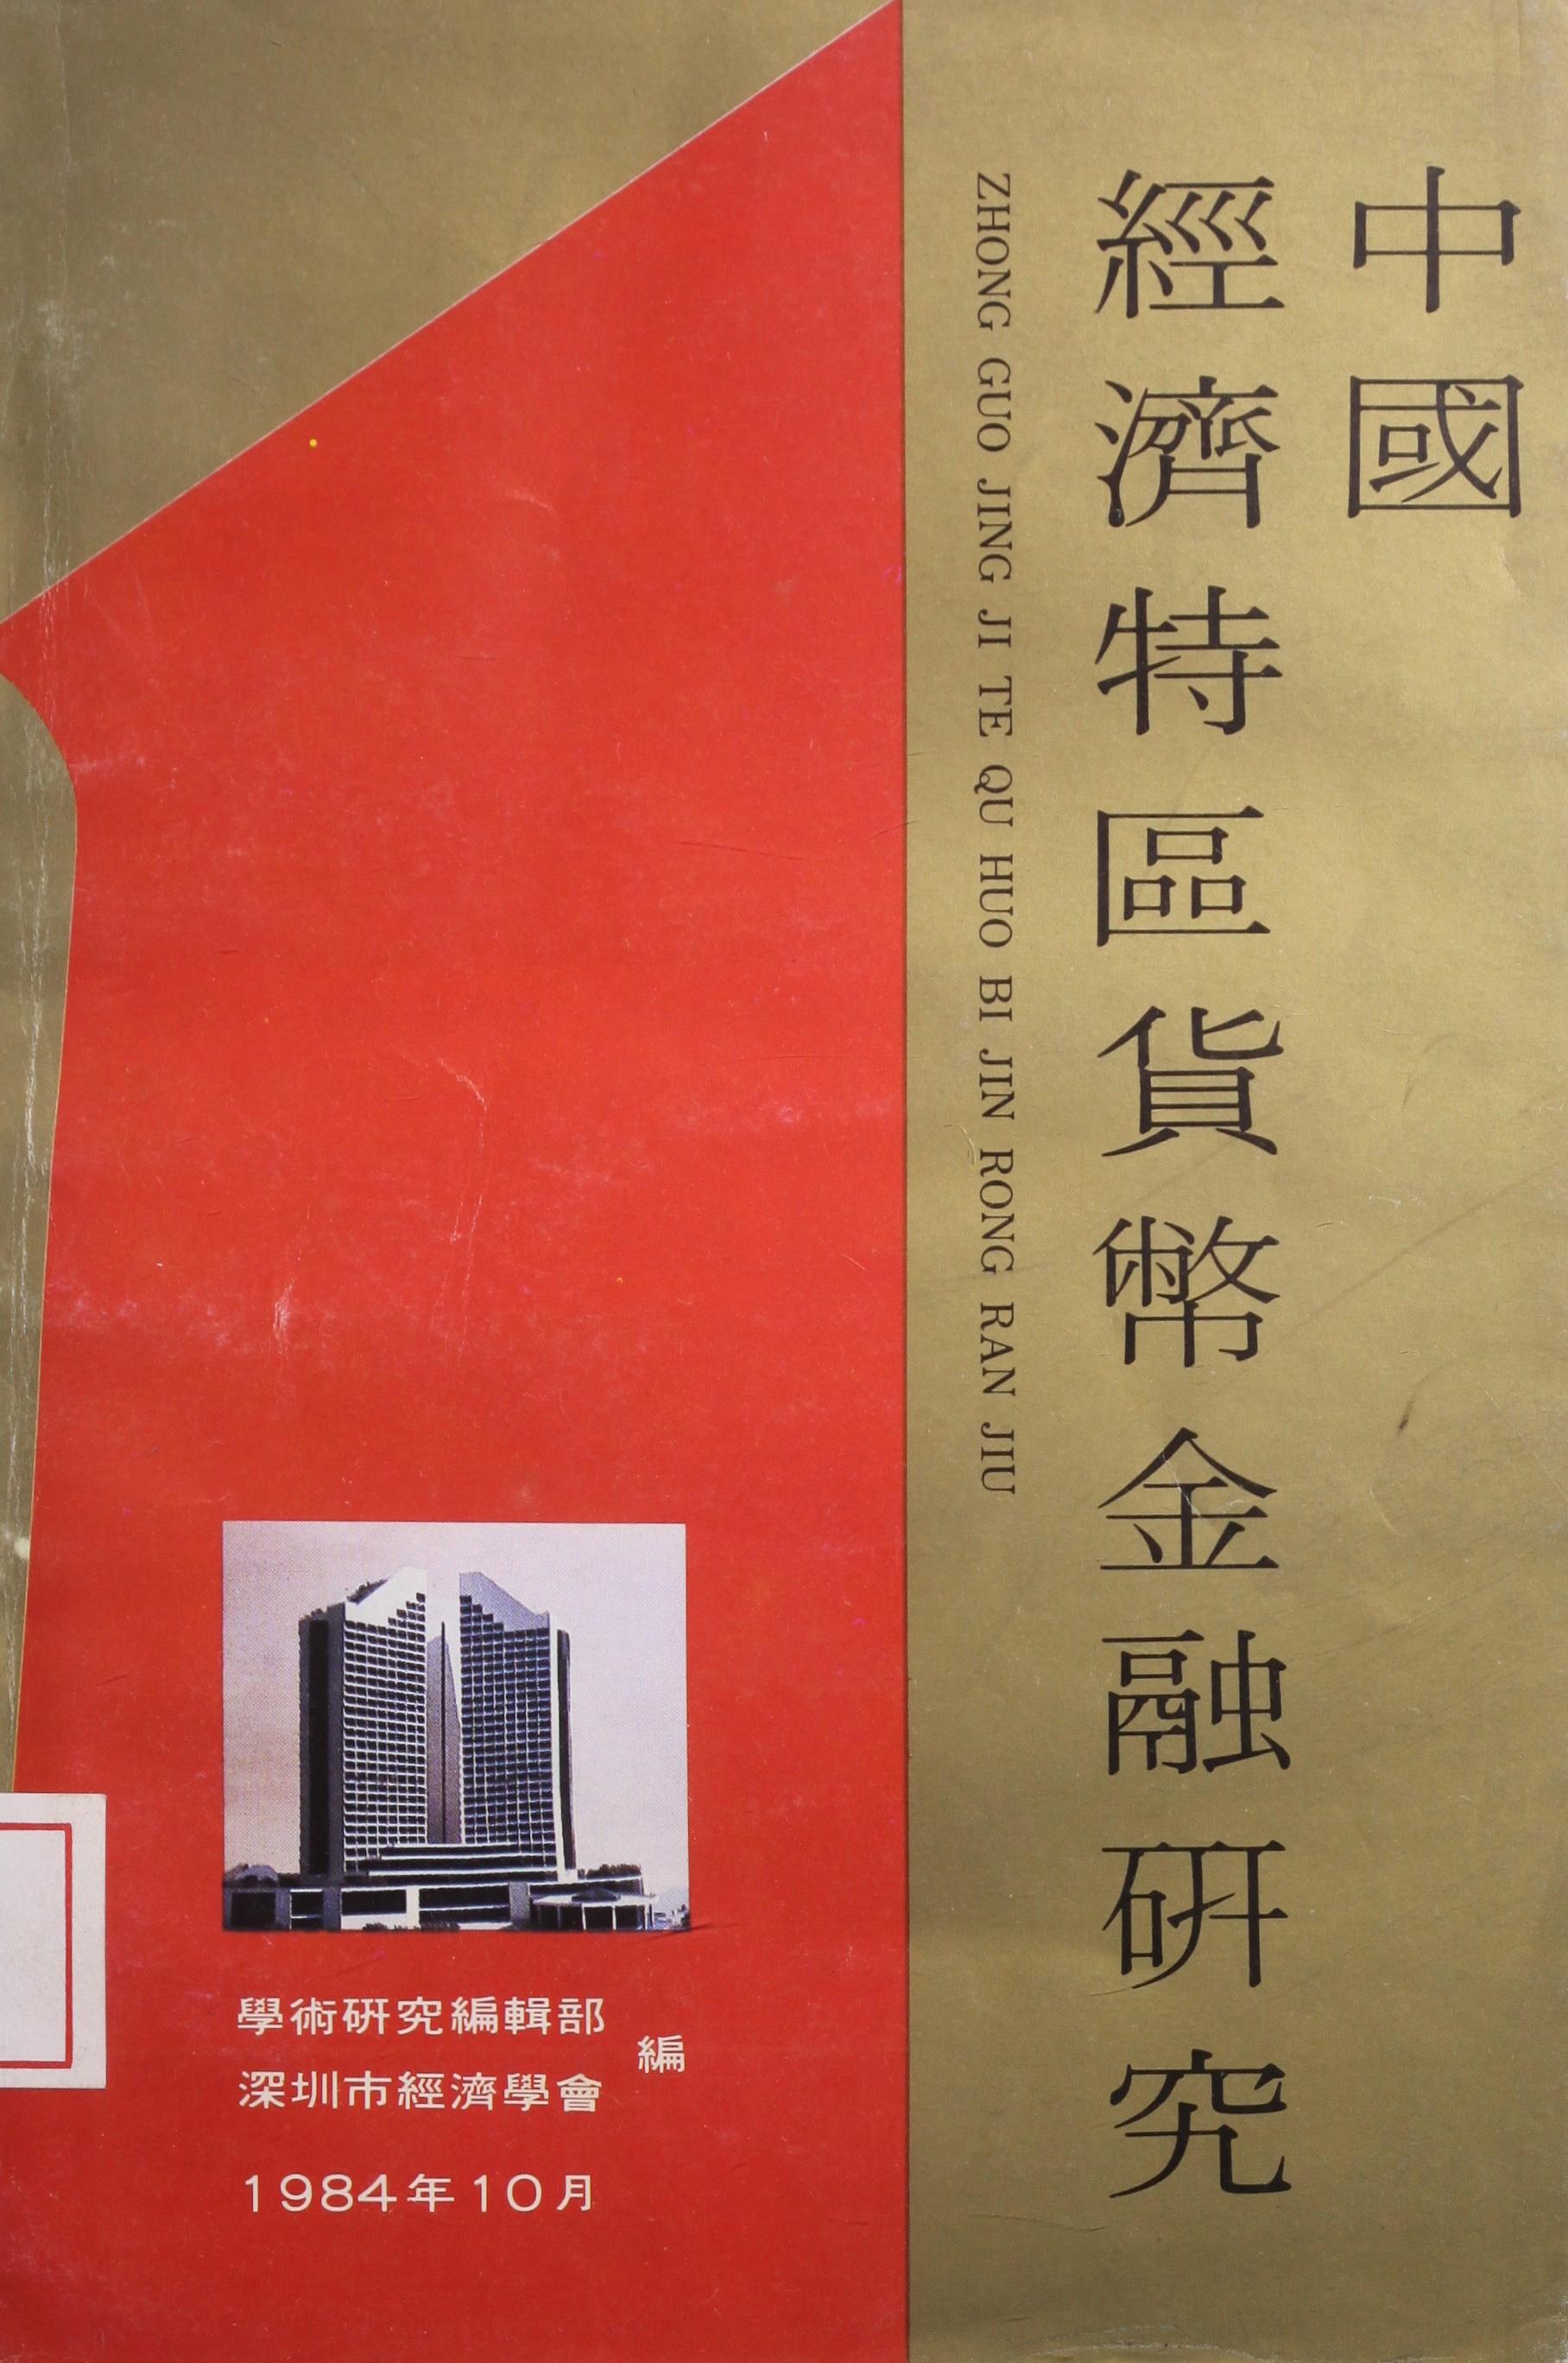 中國
經濟特區貨幣金融研究
ZHONG GUO JING JI TE QU HUO BI JIN RONG RAN JIU
學術研究編輯部
深圳市經濟學會
編
1984年10月